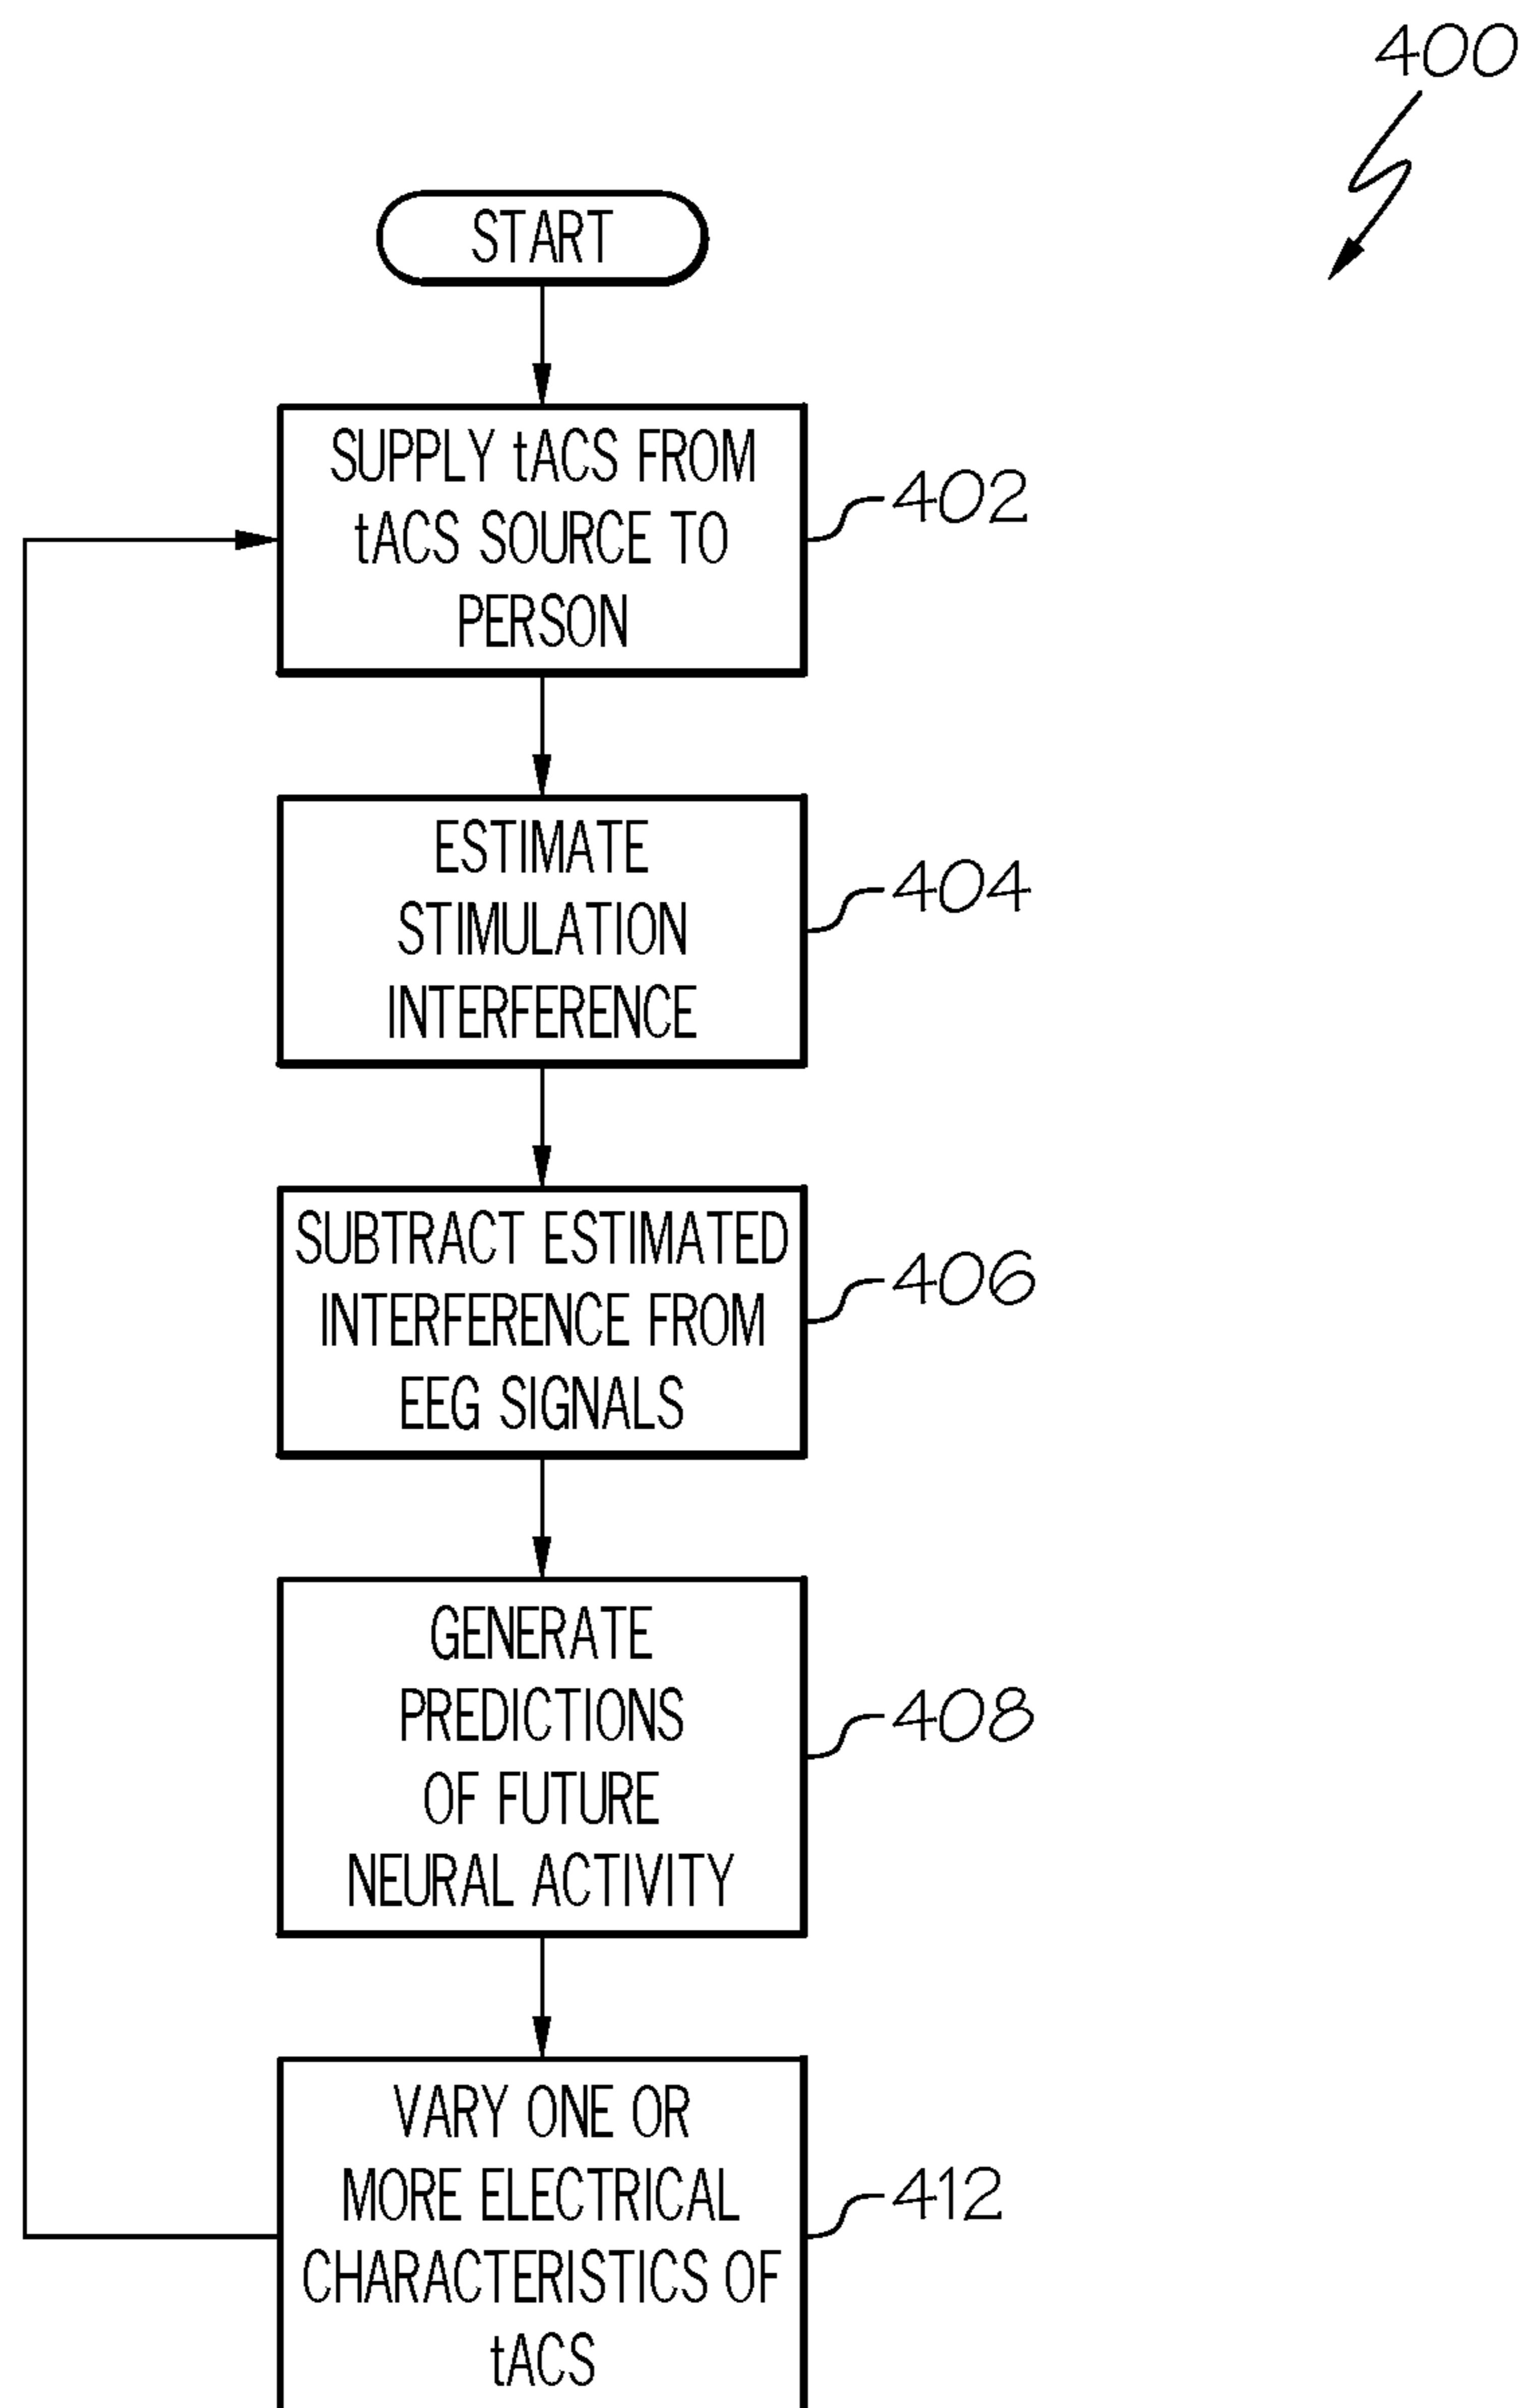 400
START
SUPPLY tACS FROM
tACS SOURCE TO
PERSON
402
ESTIMATE
STIMULATION
INTERFERENCE
404
SUBTRACT ESTIMATED
INTERFERENCE FROM
EEG SIGNALS
406
GENERATE
PREDICTIONS
OF FUTURE
NEURAL ACTIVITY
408
VARY ONE OR
MORE ELECTRICAL
CHARACTERISTICS OF
tACS
412